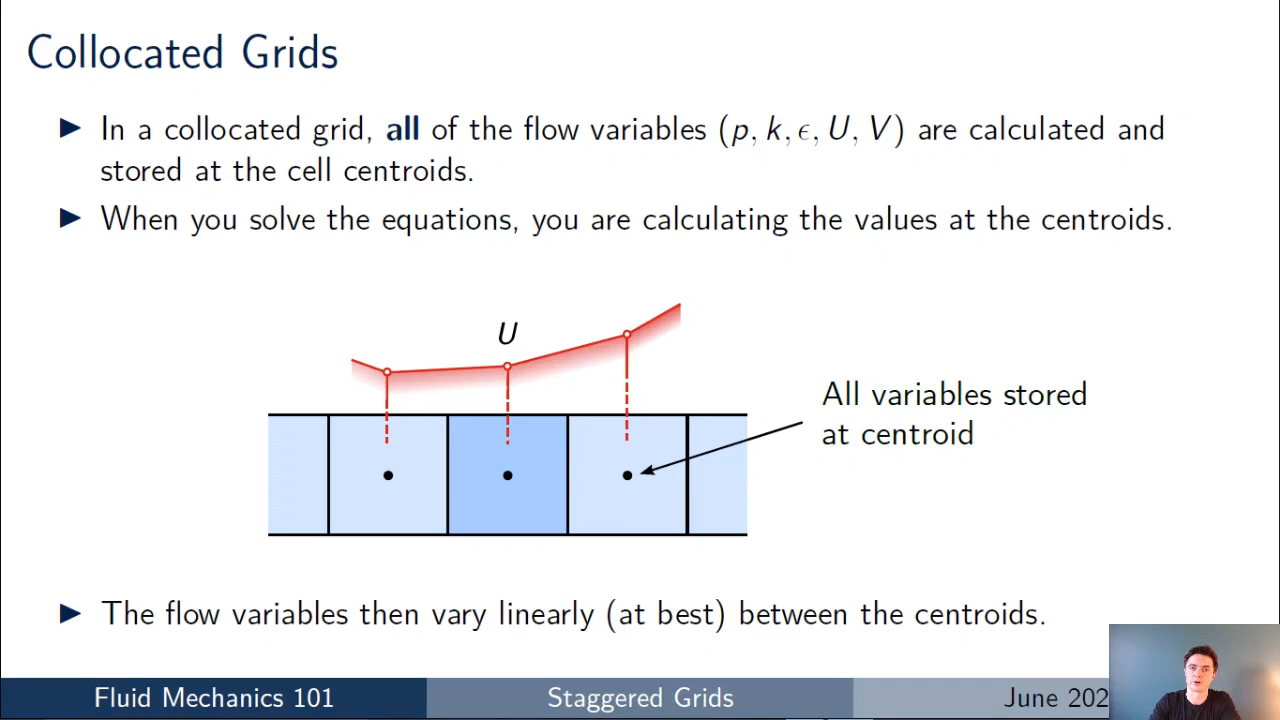 Collocated Grids
▶ In a collocated grid, all of the flow variables (p, k, ϵ, U, V) are calculated and
stored at the cell centroids.
▶ When you solve the equations, you are calculating the values at the centroids.
U
All variables stored
at centroid
▶ The flow variables then vary linearly (at best) between the centroids.
Fluid Mechanics 101
Staggered Grids
June 202